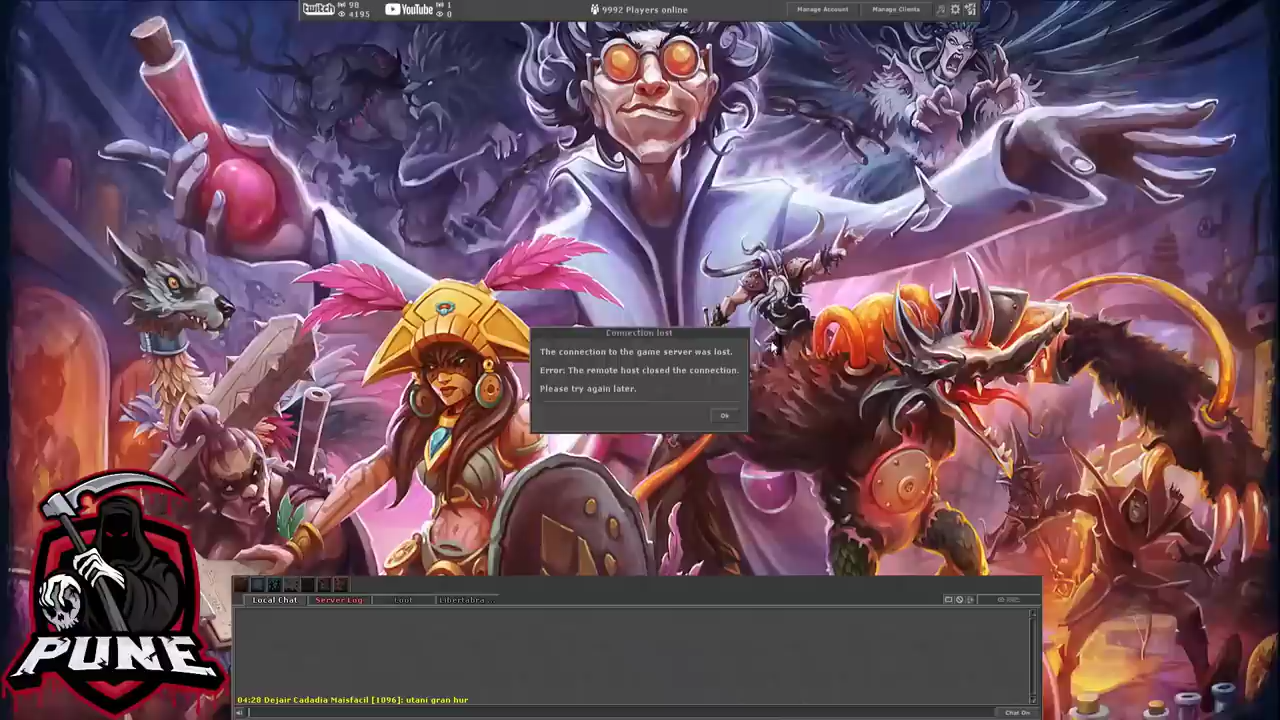 twitch 98 4195 YouTube 1 0 9992 Players online Manage Account Manage Clients
Connection lost
The connection to the game server was lost.
Error: The remote host closed the connection.
Please try again later.
Ok
PUNE
Local Chat Server Log Loot Libertabra...
04:28 Dejair Cadadia Maisfacil [1096]: utani gran hur
Chat On